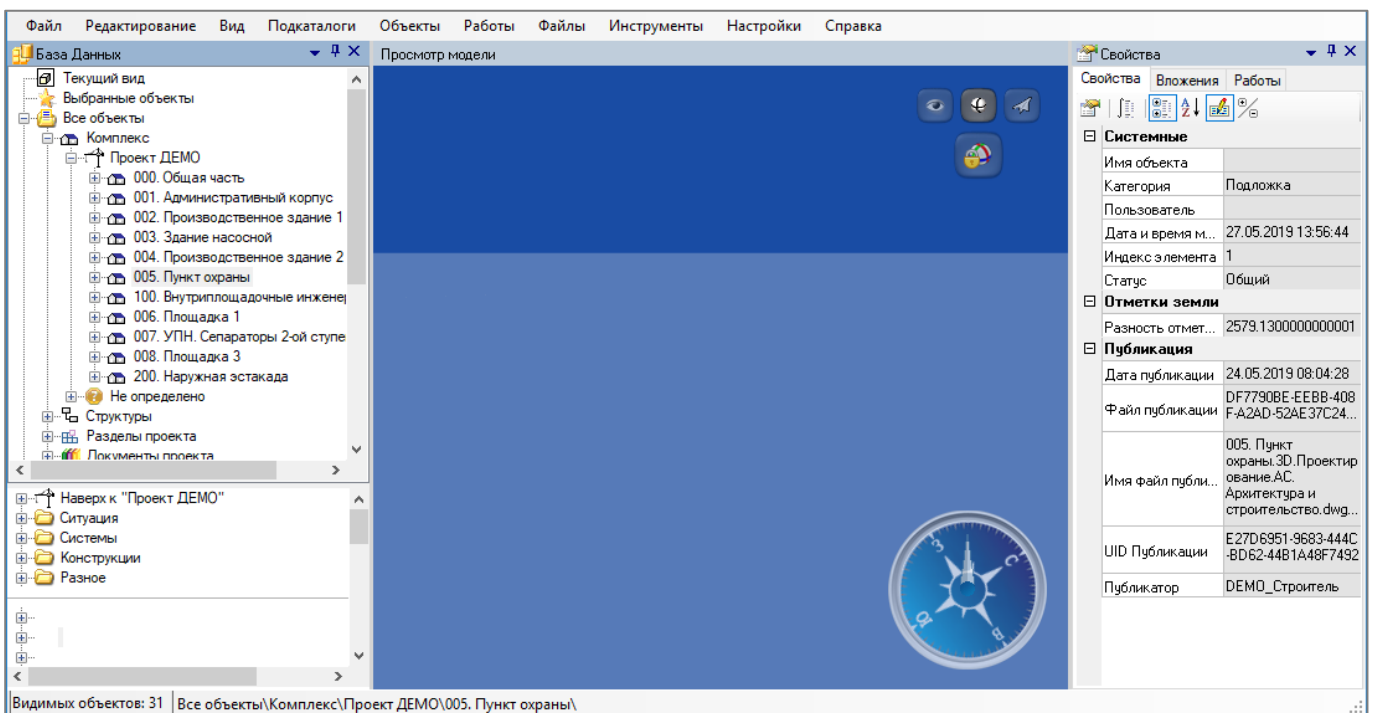 Файл Редактирование Вид Подкаталоги Объекты Работы Файлы Инструменты Настройки Справка
База Данных
Текущий вид
Выбранные объекты
Все объекты
Комплекс
Проект ДЕМО
000. Общая часть
001. Административный корпус
002. Производственное здание 1
003. Здание насосной
004. Производственное здание 2
005. Пункт охраны
100. Внутриплощадочные инженер
006. Площадка 1
007. УПН. Сепараторы 2-ой ступе
008. Площадка 3
200. Наружная эстакада
Не определено
Структуры
Разделы проекта
Документы проекта
Наверх к "Проект ДЕМО"
Ситуация
Системы
Конструкции
Разное
Просмотр модели
З
С
Ю
В
Свойства
Свойства Вложения Работы
Системные
Имя объекта
Категория Подложка
Пользователь
Дата и время м... 27.05.2019 13:56:44
Индекс элемента 1
Статус Общий
Отметки земли
Разность отмет... 2579.1300000000001
Публикация
Дата публикации 24.05.2019 08:04:28
Файл публикации DF7790BE-EEBB-408
F-A2AD-52AE37C24...
Имя файл публи... 005. Пункт
охраны.3D.Проектир
ование.АС.
Архитектура и
строительство.dwg...
UID Публикации E27D6951-9683-444C
-BD62-44B1A48F7492
Публикатор DEMO_Строитель
Видимых объектов: 31 Все объекты\Комплекс\Проект ДЕМО\005. Пункт охраны\